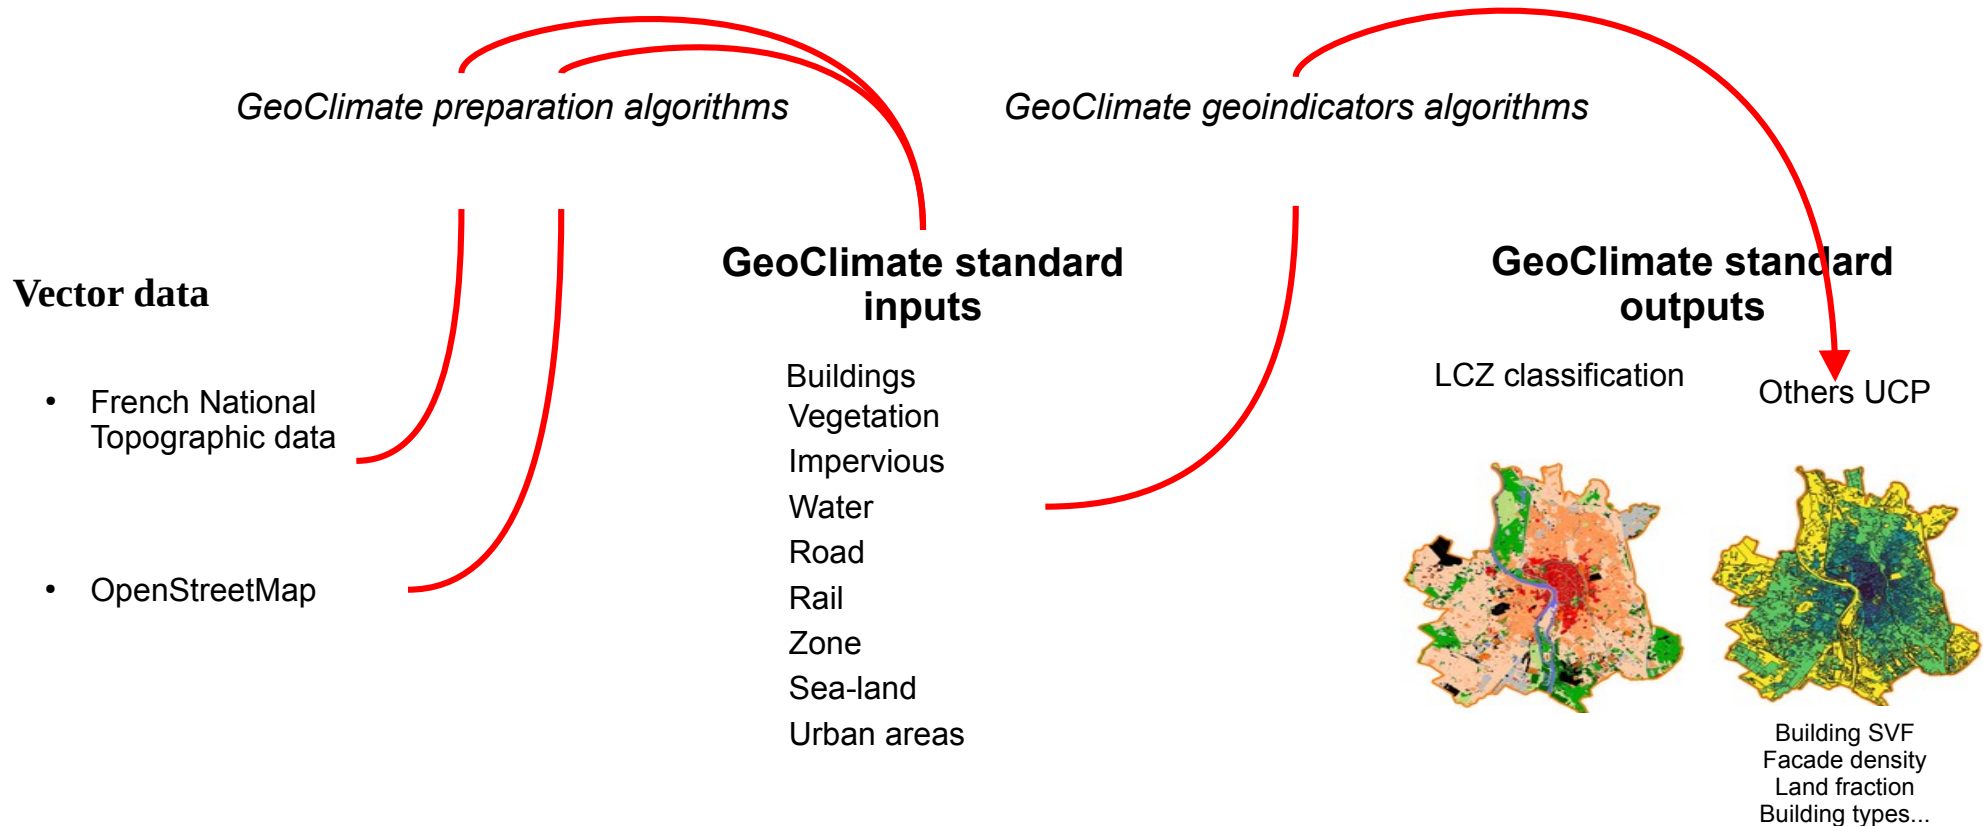 GeoClimate preparation algorithms
GeoClimate geoindicators algorithms
Vector data
• French National
Topographic data
• OpenStreetMap
GeoClimate standard
inputs
Buildings
Vegetation
Impervious
Water
Road
Rail
Zone
Sea-land
Urban areas
GeoClimate standard
outputs
LCZ classification
Others UCP
Building SVF
Facade density
Land fraction
Building types...